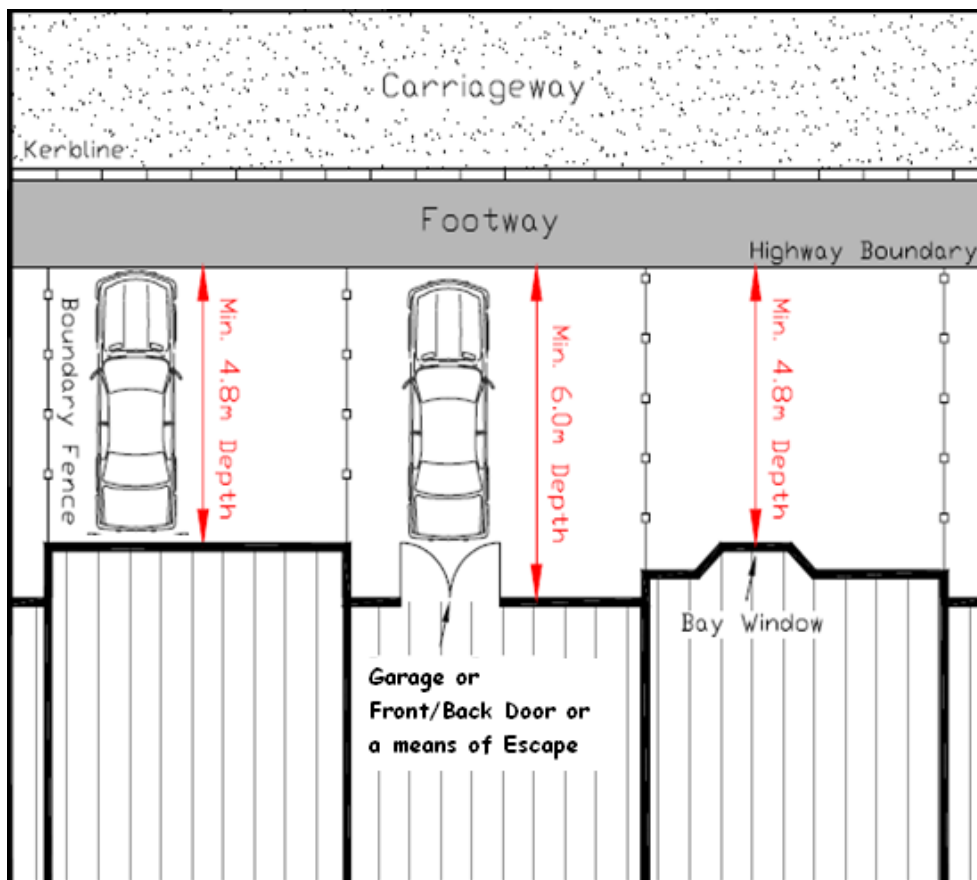 Carriageway
Kerbline
Footway
Highway Boundary
Boundary Fence
Min. 4.8m Depth
Min. 6.0m Depth
Min. 4.8m Depth
Bay Window
Garage or
Front/Back Door or
a means of Escape